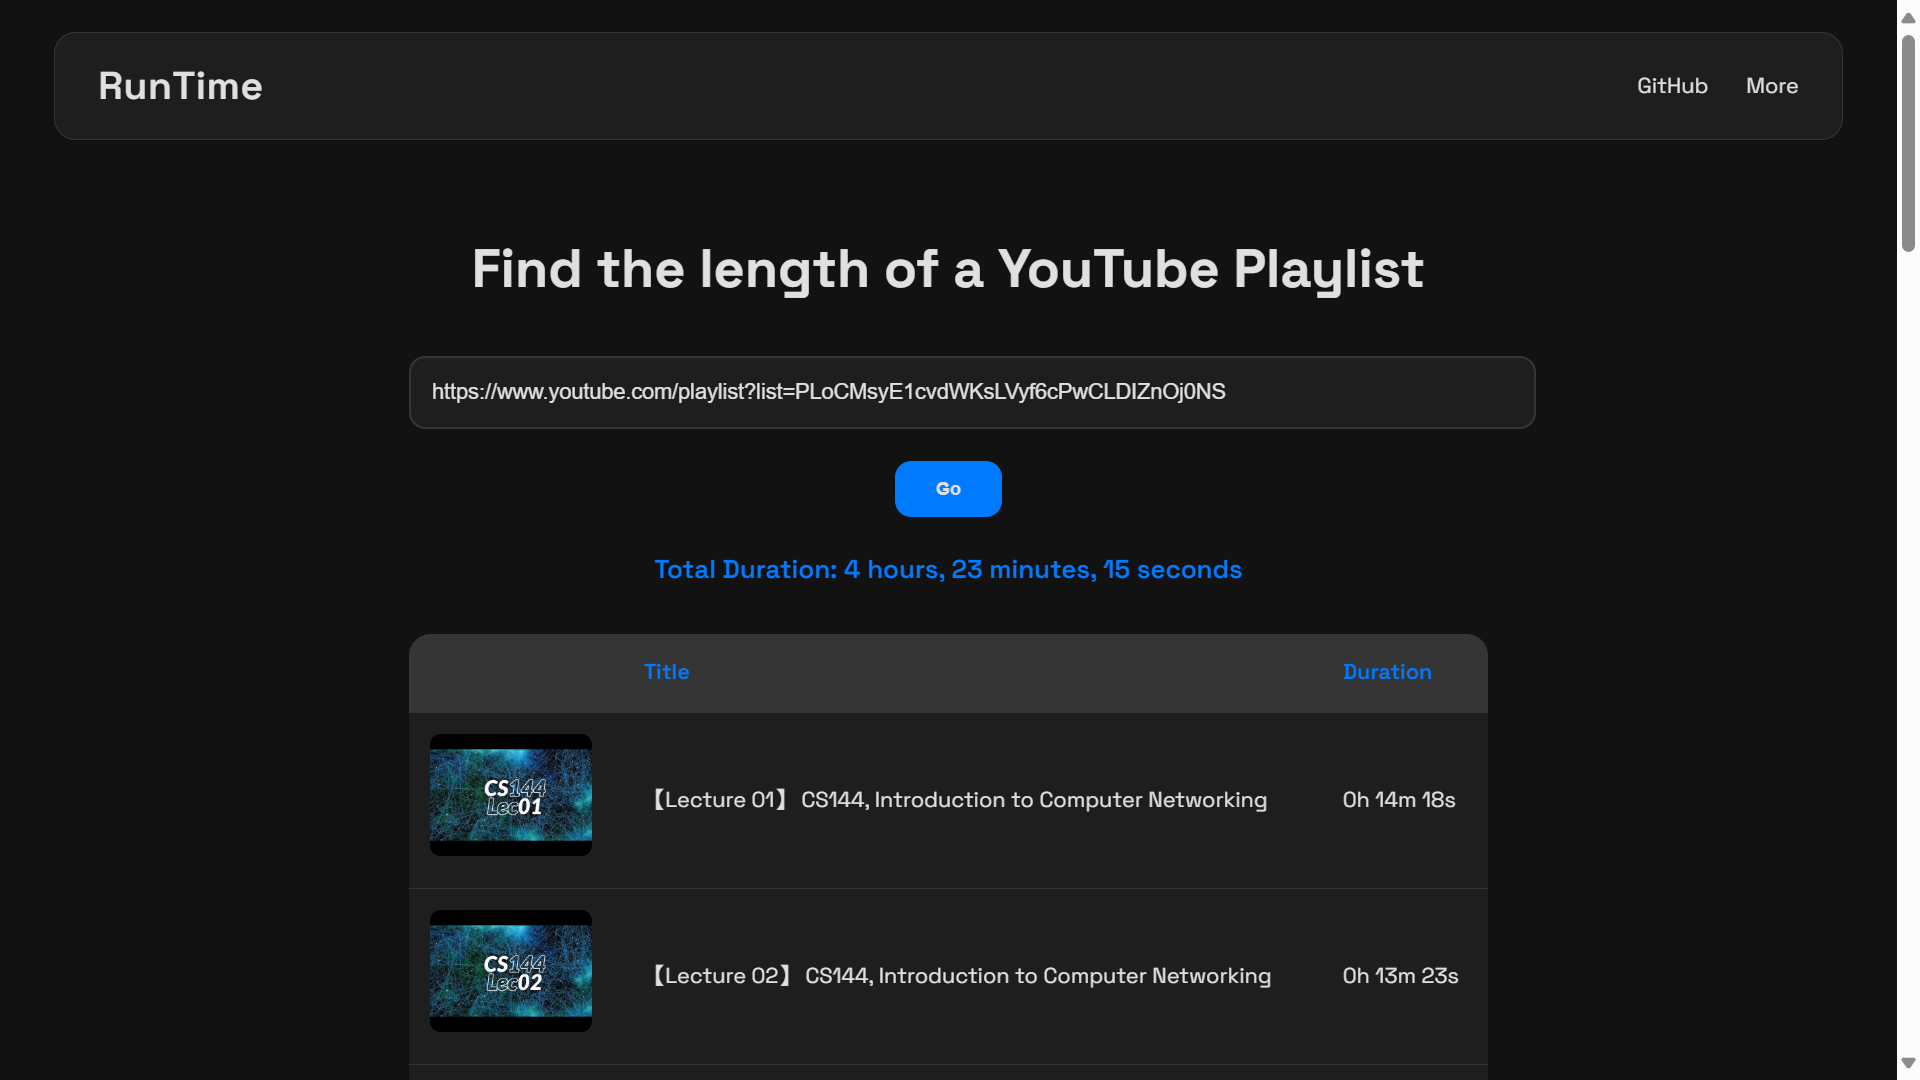 RunTime
GitHub
More
Find the length of a YouTube Playlist
https://www.youtube.com/playlist?list=PLoCMsyE1cvdWKsLVyf6cPwCLDIZnOj0NS
Go
Total Duration: 4 hours, 23 minutes, 15 seconds
Title
Duration
CS144
Lec01
【Lecture 01】 CS144, Introduction to Computer Networking
0h 14m 18s
CS144
Lec02
【Lecture 02】 CS144, Introduction to Computer Networking
0h 13m 23s